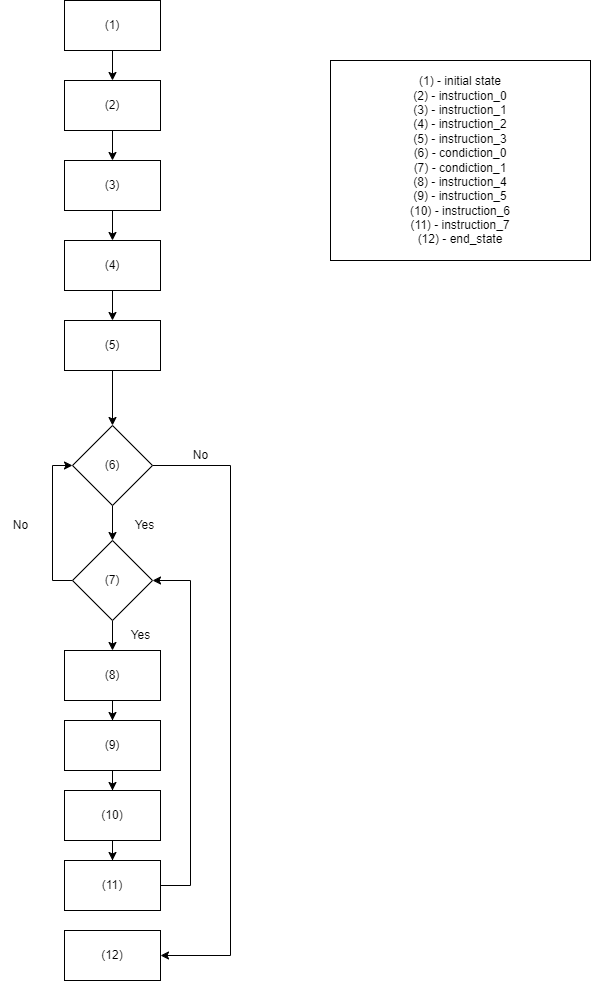 (1)
(2)
(3)
(4)
(5)
(6)
No
No
Yes
(7)
Yes
(8)
(9)
(10)
(11)
(12)
(1) - initial state
(2) - instruction_0
(3) - instruction_1
(4) - instruction_2
(5) - instruction_3
(6) - condiction_0
(7) - condiction_1
(8) - instruction_4
(9) - instruction_5
(10) - instruction_6
(11) - instruction_7
(12) - end_state